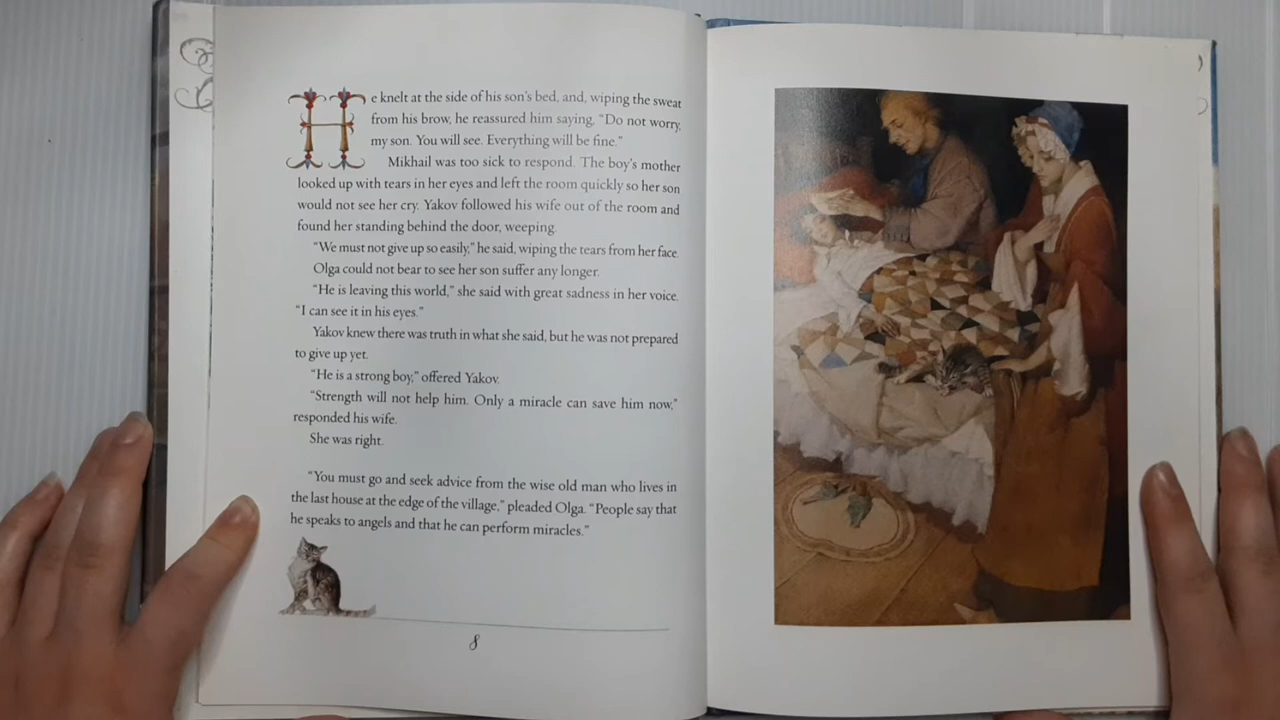 He knelt at the side of his son's bed, and, wiping the sweat
from his brow, he reassured him saying, "Do not worry,
my son. You will see. Everything will be fine."
Mikhail was too sick to respond. The boy's mother
looked up with tears in her eyes and left the room quickly so her son
would not see her cry. Yakov followed his wife out of the room and
found her standing behind the door, weeping.
"We must not give up so easily," he said, wiping the tears from her face.
Olga could not bear to see her son suffer any longer.
"He is leaving this world," she said with great sadness in her voice.
"I can see it in his eyes."
Yakov knew there was truth in what she said, but he was not prepared
to give up yet.
"He is a strong boy," offered Yakov.
"Strength will not help him. Only a miracle can save him now,"
responded his wife.
She was right.
"You must go and seek advice from the wise old man who lives in
the last house at the edge of the village," pleaded Olga. "People say that
he speaks to angels and that he can perform miracles."
8